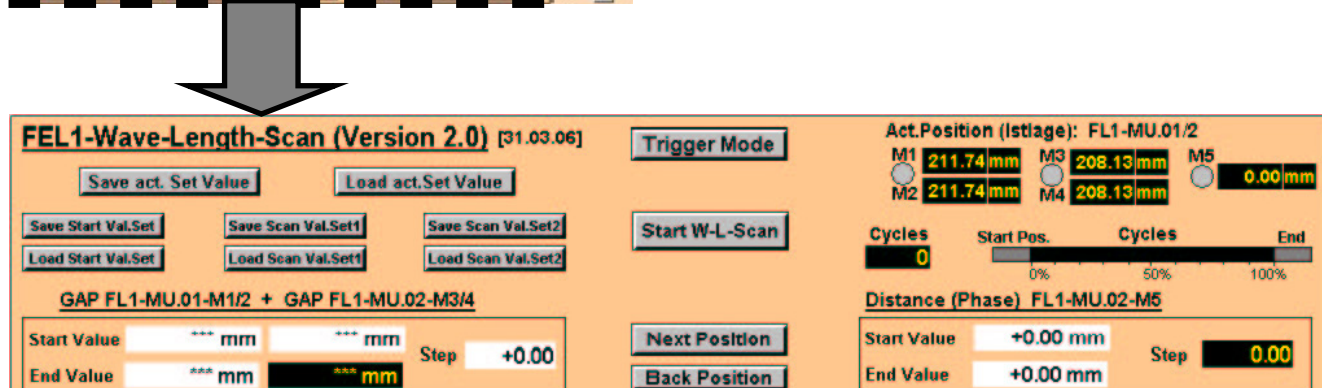 FEL1-Wave-Length-Scan (Version 2.0) [31.03.06]
Save act. Set Value Load act.Set Value
Save Start Val.Set Save Scan Val.Set1 Save Scan Val.Set2
Load Start Val.Set Load Scan Val.Set1 Load Scan Val.Set2
GAP FL1-MU.01-M1/2 + GAP FL1-MU.02-M3/4
Start Value *** mm *** mm
Step +0.00
End Value *** mm *** mm
Trigger Mode
Start W-L-Scan
Next Position
Back Position
Act.Position (Istlage): FL1-MU.01/2
M1 211.74 mm M3 208.13 mm M5 0.00 mm
M2 211.74 mm M4 208.13 mm
Cycles Start Pos. Cycles End
0
0% 50% 100%
Distance (Phase) FL1-MU.02-M5
Start Value +0.00 mm
Step 0.00
End Value +0.00 mm